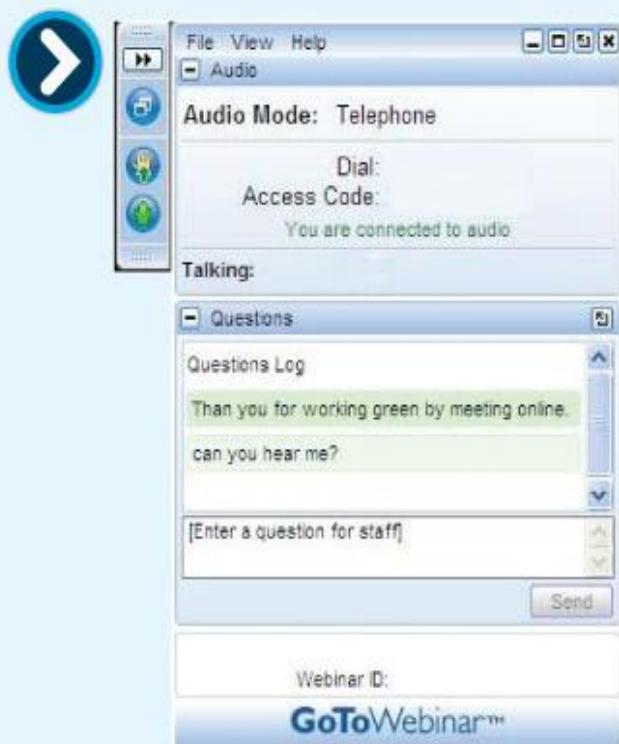 File View Help
Audio
Audio Mode: Telephone
Dial:
Access Code:
You are connected to audio
Talking:
Questions
Questions Log
Than you for working green by meeting online.
can you hear me?
[Enter a question for staff]
Send
Webinar ID:
GoToWebinar™